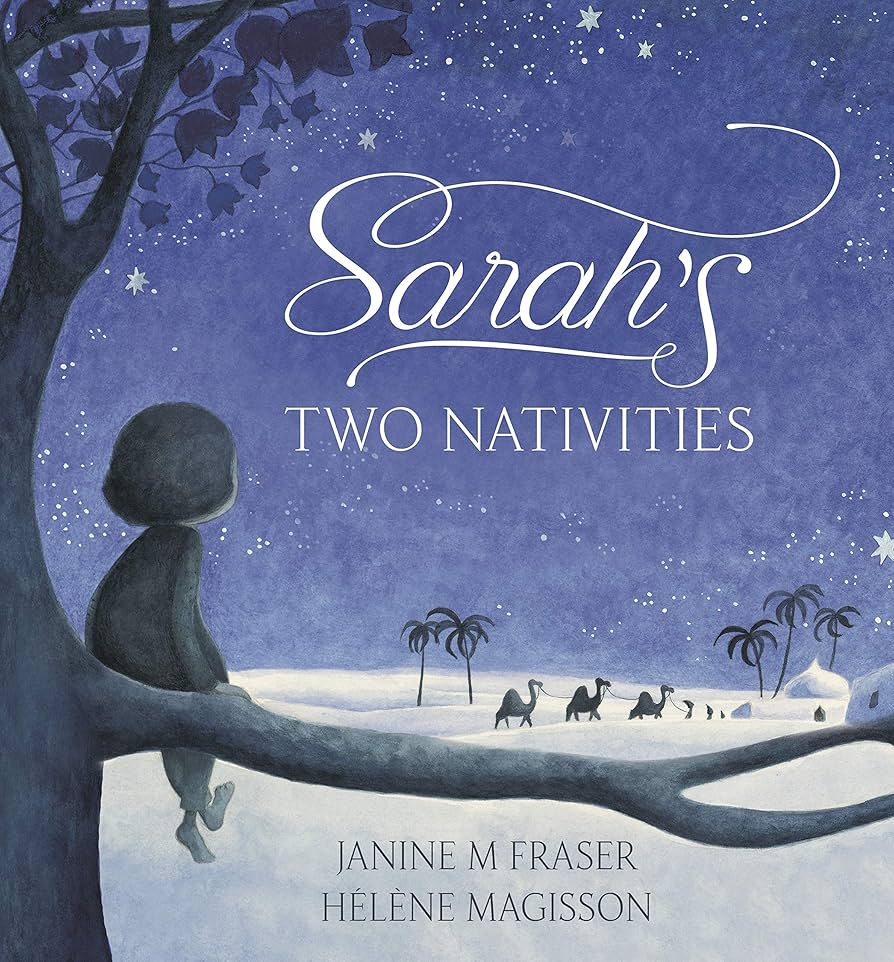 Sarah's
TWO NATIVITIES
JANINE M FRASER
HÉLÈNE MAGISSON